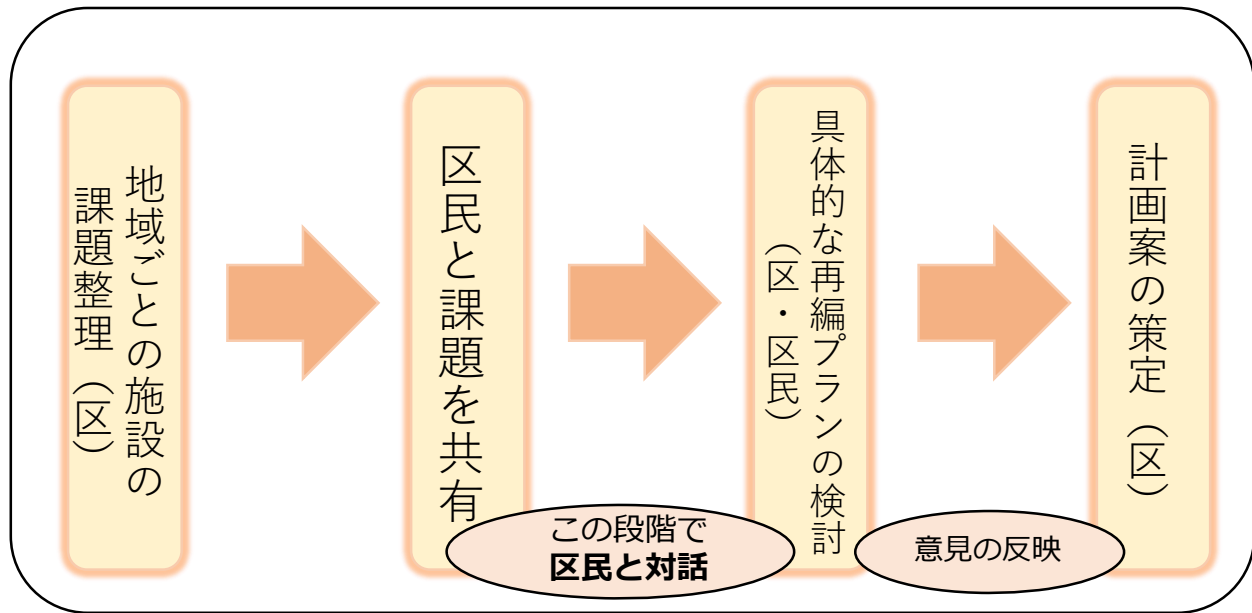 地域ごとの施設の
課題整理（区）
区民と課題を共有
具体的な再編プランの検討
（区・区民）
計画案の策定（区）
この段階で
区民と対話
意見の反映